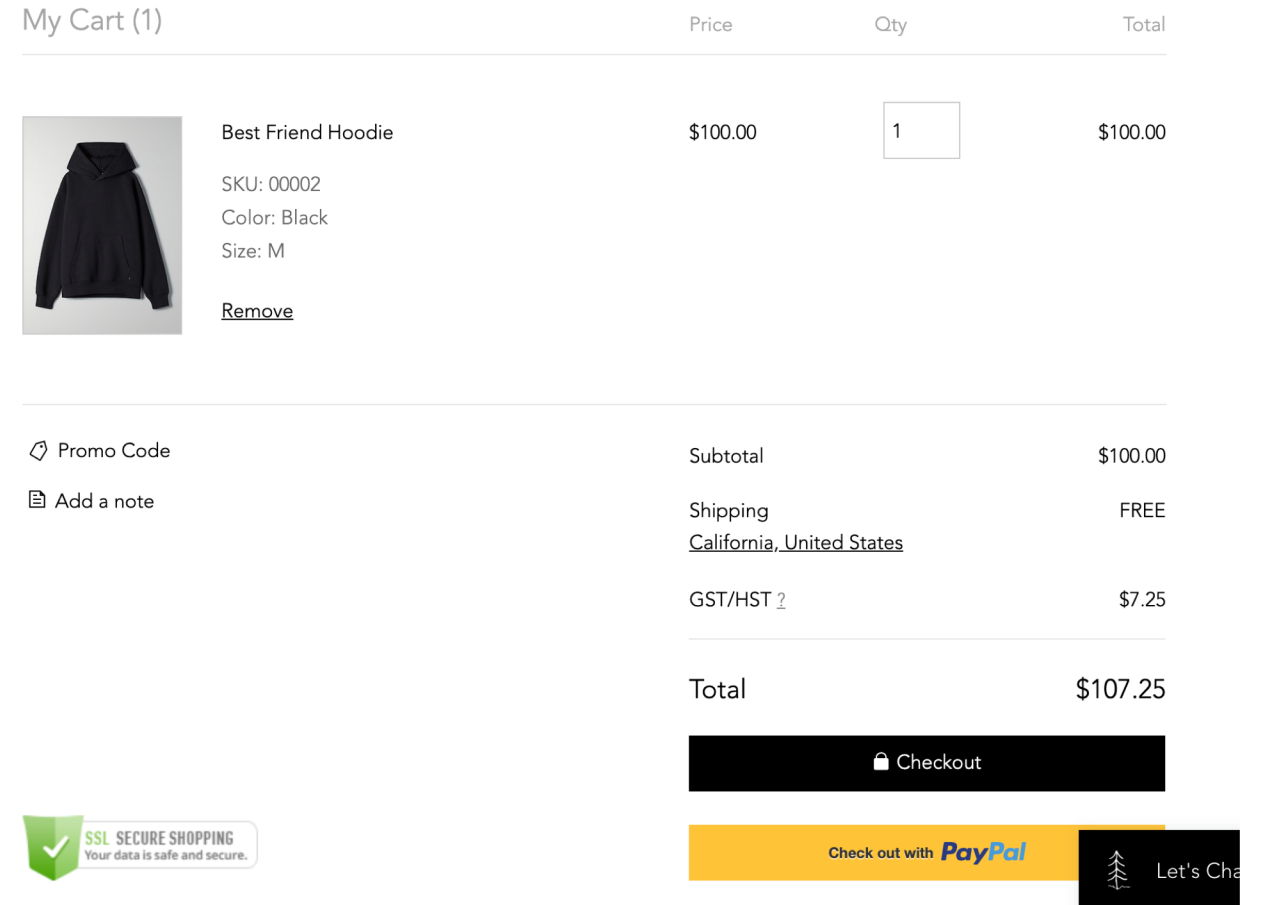 My Cart (1) Price Qty Total
Best Friend Hoodie $100.00 1 $100.00
SKU: 00002
Color: Black
Size: M
Remove
Promo Code
Add a note
Subtotal $100.00
Shipping FREE
California, United States
GST/HST ? $7.25
Total $107.25
Checkout
SSL SECURE SHOPPING
Your data is safe and secure.
Check out with PayPal
Let's Cha